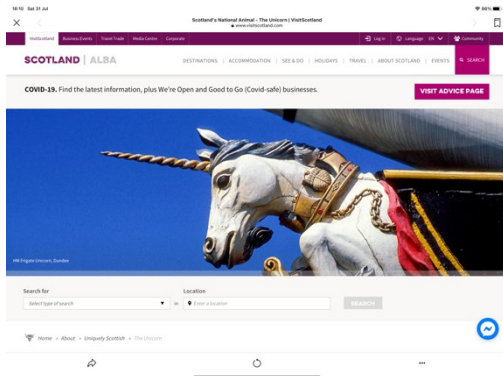 18:10 Sat 31 Jul
66%
Scotland's National Animal - The Unicorn | VisitScotland
www.visitscotland.com
VisitScotland Business Events Travel Trade Media Centre Corporate
Log in Language EN Community
SCOTLAND | ALBA
DESTINATIONS | ACCOMMODATION | SEE & DO | HOLIDAYS | TRAVEL | ABOUT SCOTLAND | EVENTS
SEARCH
COVID-19. Find the latest information, plus We're Open and Good to Go (Covid-safe) businesses.
VISIT ADVICE PAGE
HM Frigate Unicorn, Dundee
Search for Location
Select type of search in Enter a location SEARCH
Home » About » Uniquely Scottish » The Unicorn